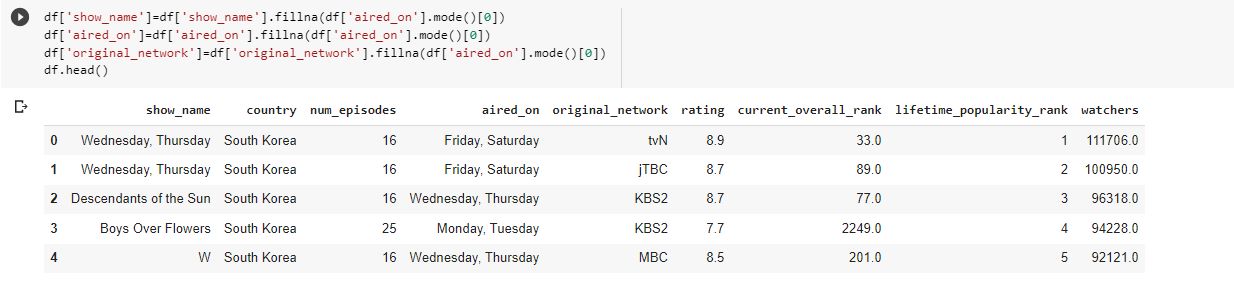 df['show_name']=df['show_name'].fillna(df['aired_on'].mode()[0])
df['aired_on']=df['aired_on'].fillna(df['aired_on'].mode()[0])
df['original_network']=df['original_network'].fillna(df['aired_on'].mode()[0])
df.head()
show_name country num_episodes aired_on original_network rating current_overall_rank lifetime_popularity_rank watchers
0 Wednesday, Thursday South Korea 16 Friday, Saturday tvN 8.9 33.0 1 111706.0
1 Wednesday, Thursday South Korea 16 Friday, Saturday jTBC 8.7 89.0 2 100950.0
2 Descendants of the Sun South Korea 16 Wednesday, Thursday KBS2 8.7 77.0 3 96318.0
3 Boys Over Flowers South Korea 25 Monday, Tuesday KBS2 7.7 2249.0 4 94228.0
4 W South Korea 16 Wednesday, Thursday MBC 8.5 201.0 5 92121.0